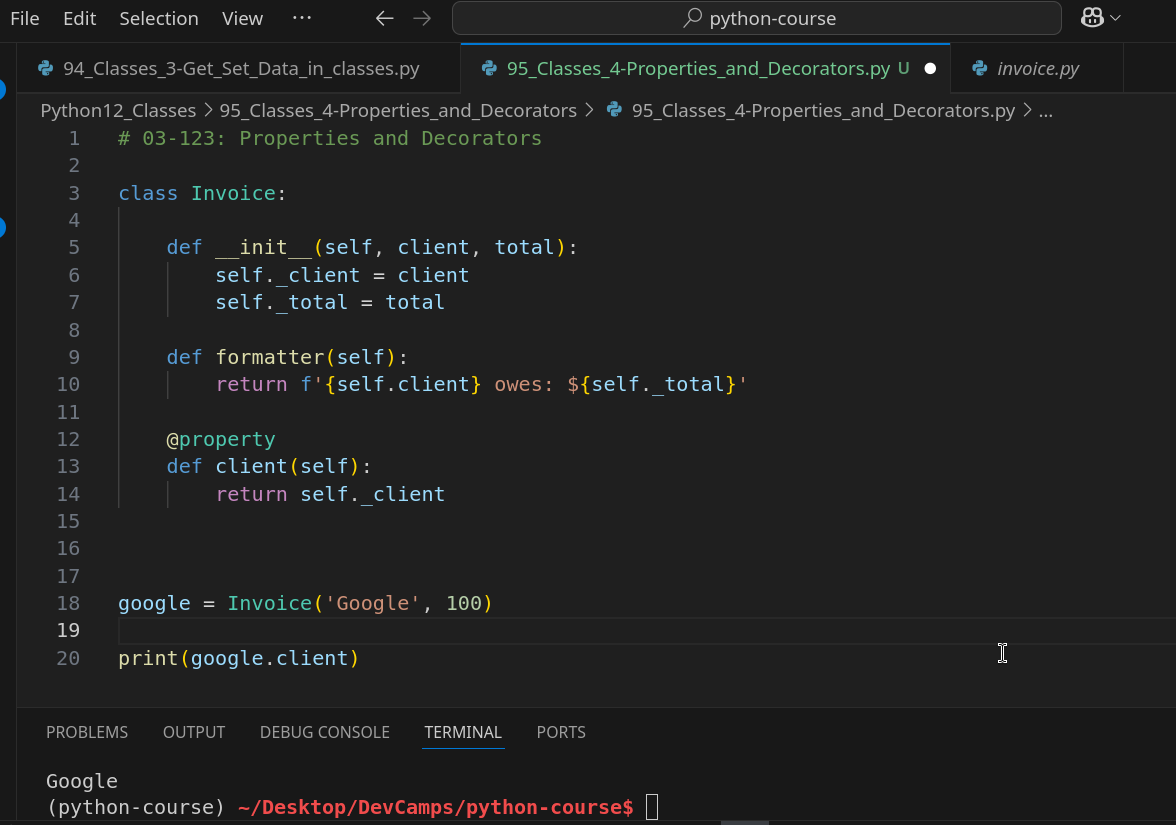 File Edit Selection View ··· ← → python-course
94_Classes_3-Get_Set_Data_in_classes.py 95_Classes_4-Properties_and_Decorators.py U ● invoice.py
Python12_Classes > 95_Classes_4-Properties_and_Decorators > 95_Classes_4-Properties_and_Decorators.py > ...
1 # 03-123: Properties and Decorators
2
3 class Invoice:
4
5     def __init__(self, client, total):
6         self._client = client
7         self._total = total
8
9     def formatter(self):
10         return f'{self.client} owes: ${self._total}'
11
12     @property
13     def client(self):
14         return self._client
15
16
17
18 google = Invoice('Google', 100)
19
20 print(google.client)
PROBLEMS OUTPUT DEBUG CONSOLE TERMINAL PORTS
Google
(python-course) ~/Desktop/DevCamps/python-course$